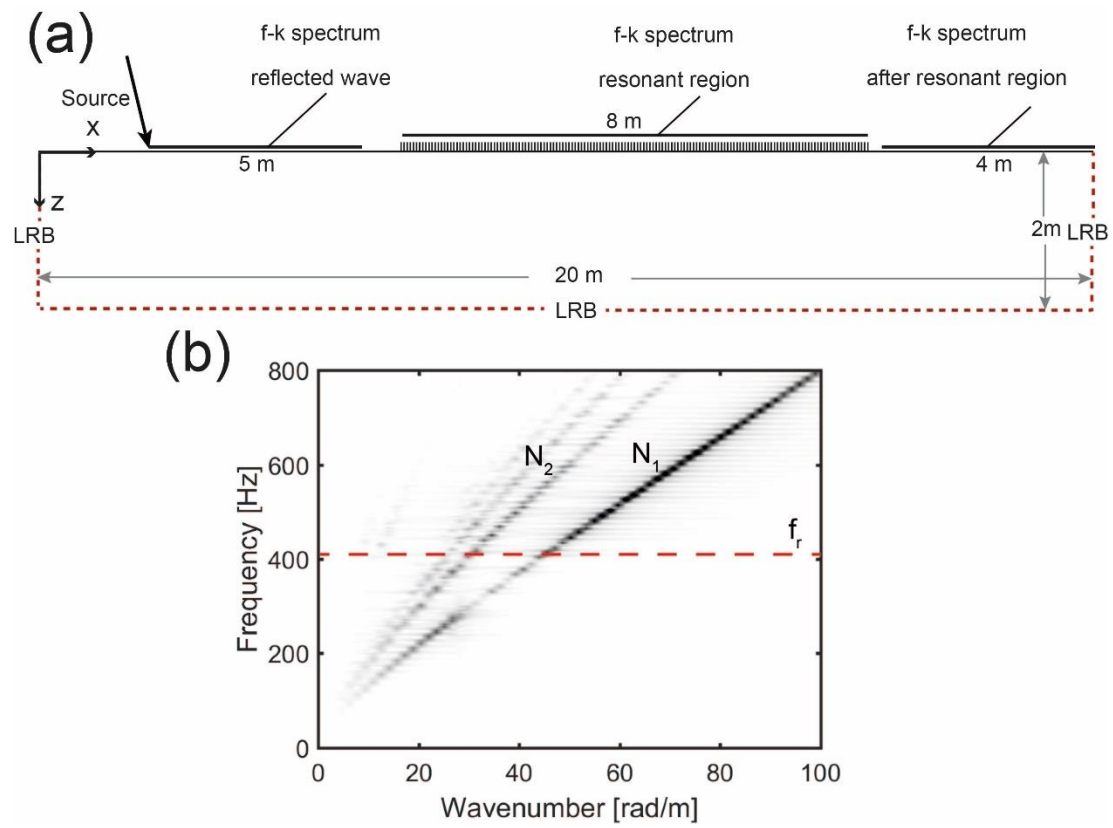 (a)
f-k spectrum
f-k spectrum
f-k spectrum
reflected wave
resonant region
after resonant region
Source
8 m
x
5 m
4 m
z
LRB
2m
LRB
20 m
LRB
(b)
800
600
400
200
0
Frequency [Hz]
N2
N1
fr
0
20
40
60
80
100
Wavenumber [rad/m]